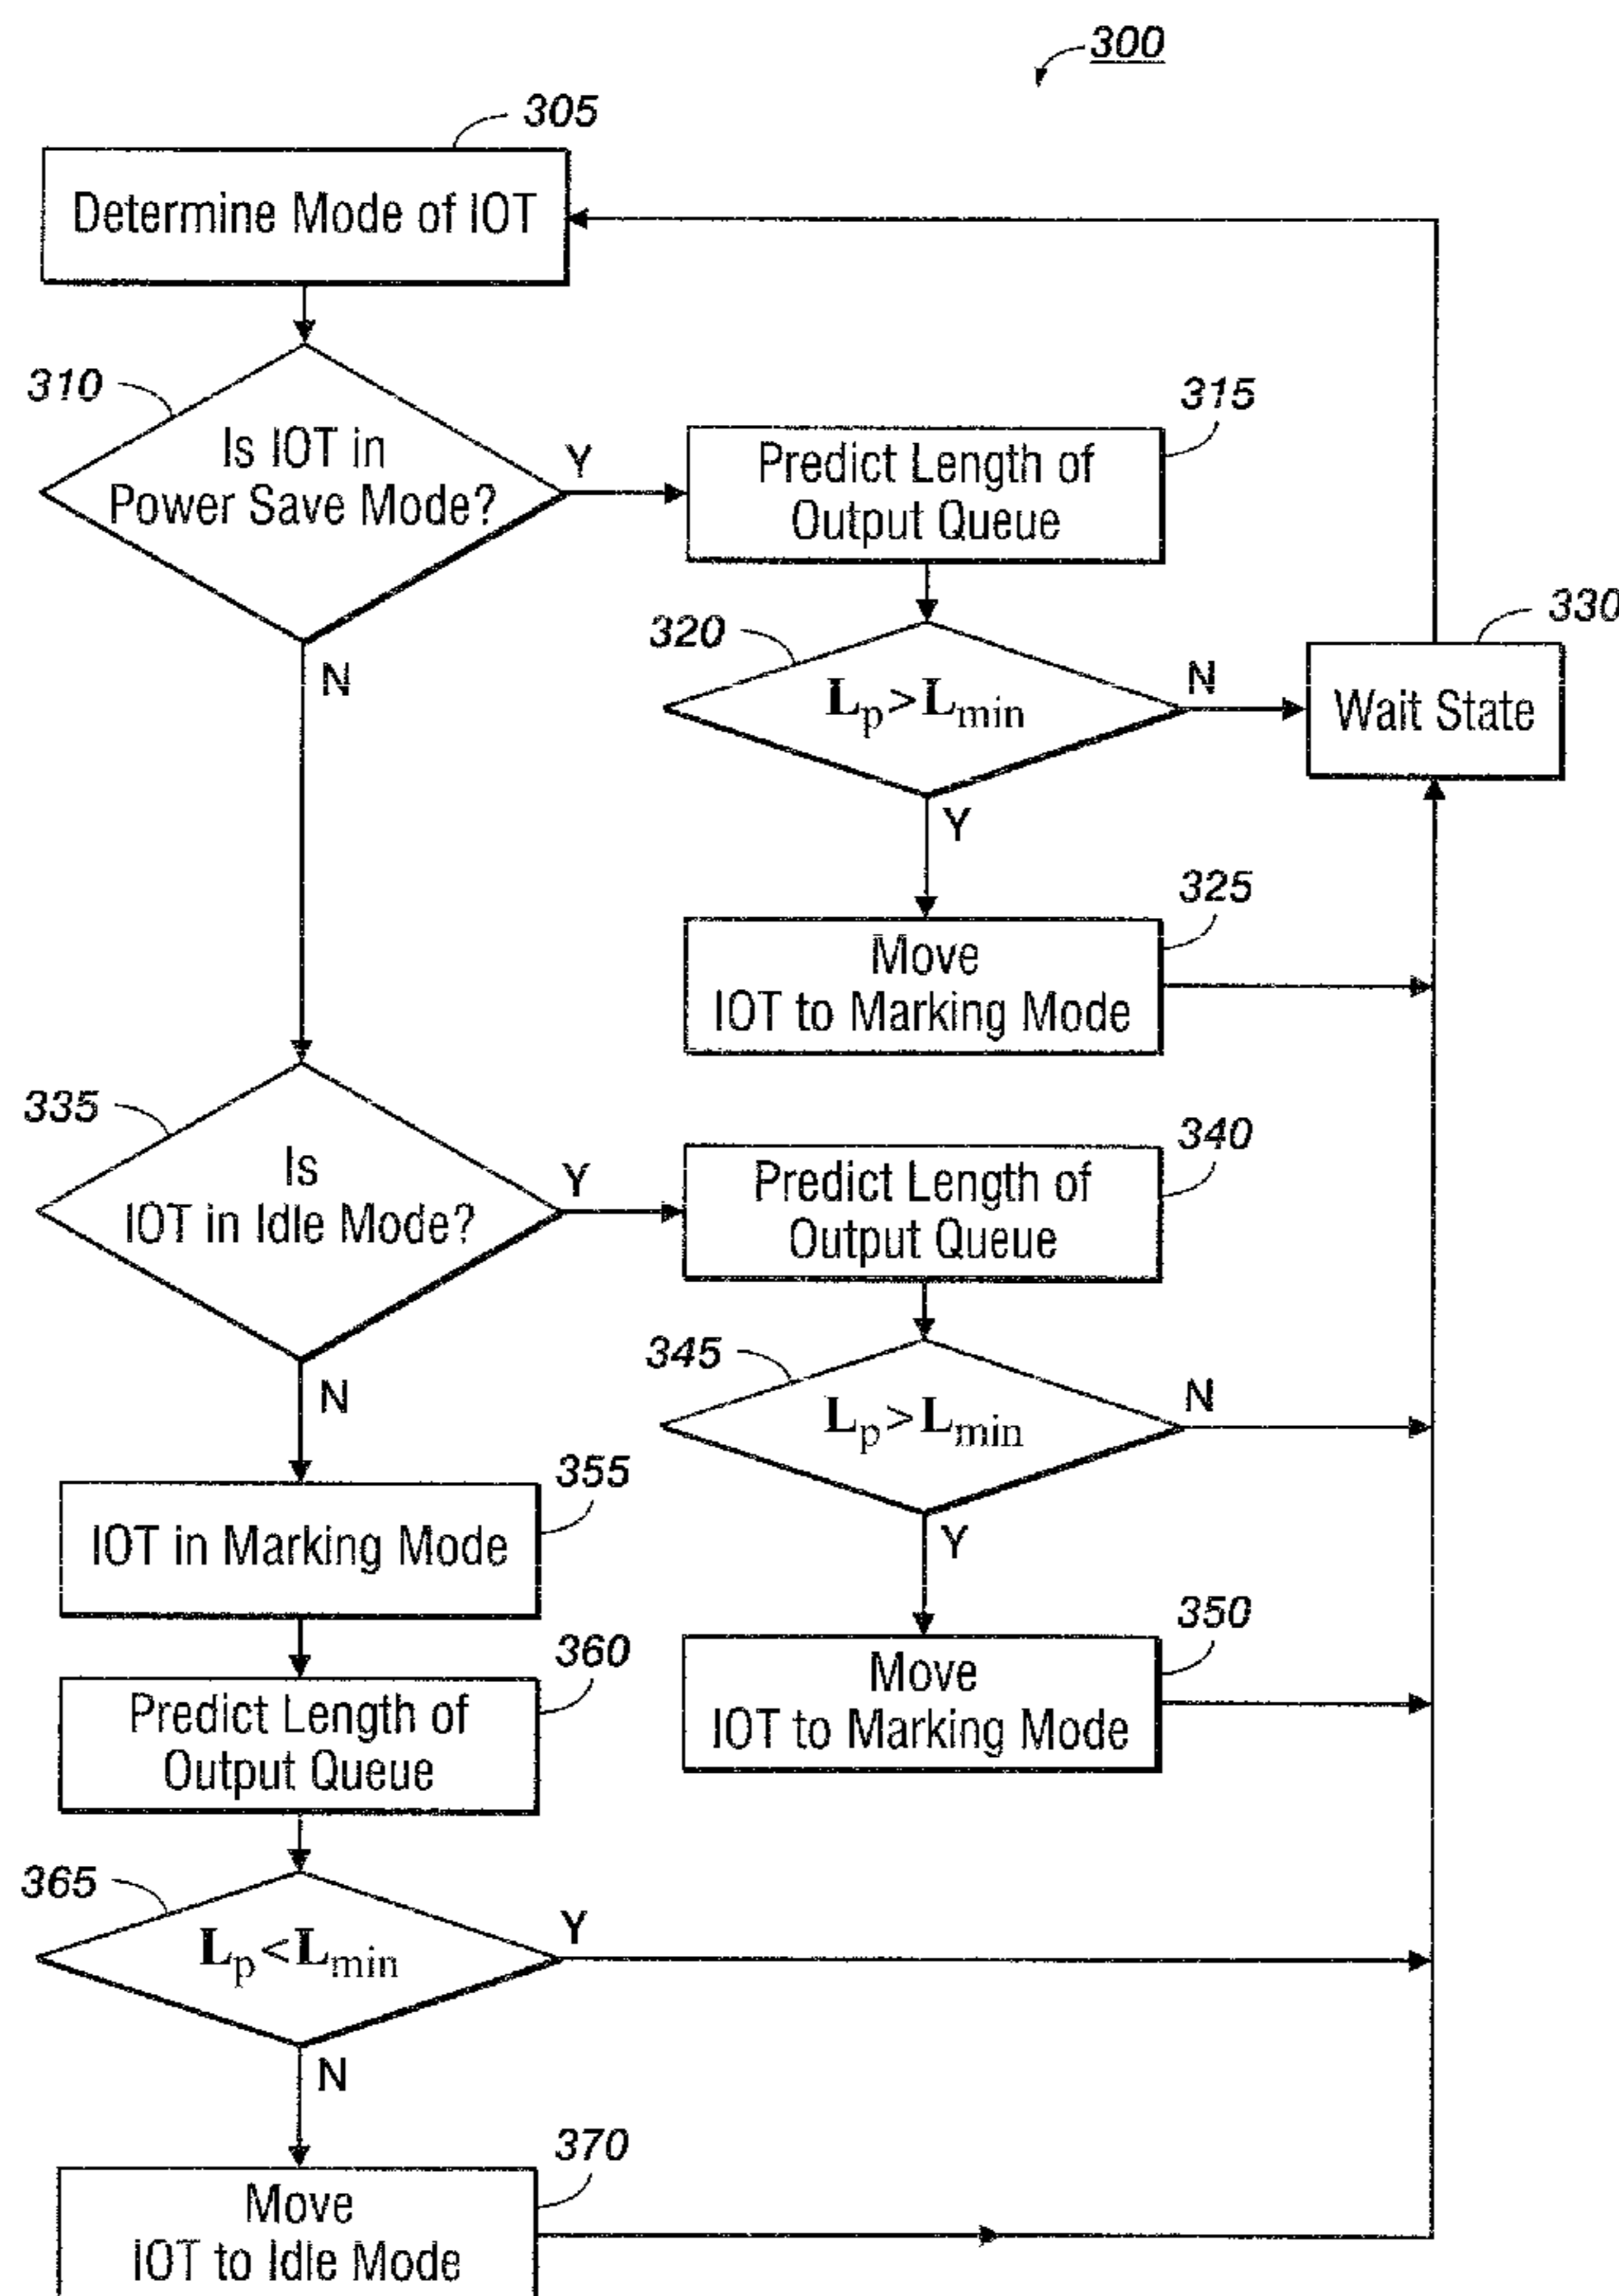 300
305
Determine Mode of IOT
310
Is IOT in
Power Save Mode?
Y
N
315
Predict Length of
Output Queue
320
Lp>Lmin
N
Y
330
Wait State
325
Move
IOT to Marking Mode
335
Is
IOT in Idle Mode?
Y
N
340
Predict Length of
Output Queue
345
Lp>Lmin
N
Y
350
Move
IOT to Marking Mode
355
IOT in Marking Mode
360
Predict Length of
Output Queue
365
Lp<Lmin
Y
N
370
Move
IOT to Idle Mode